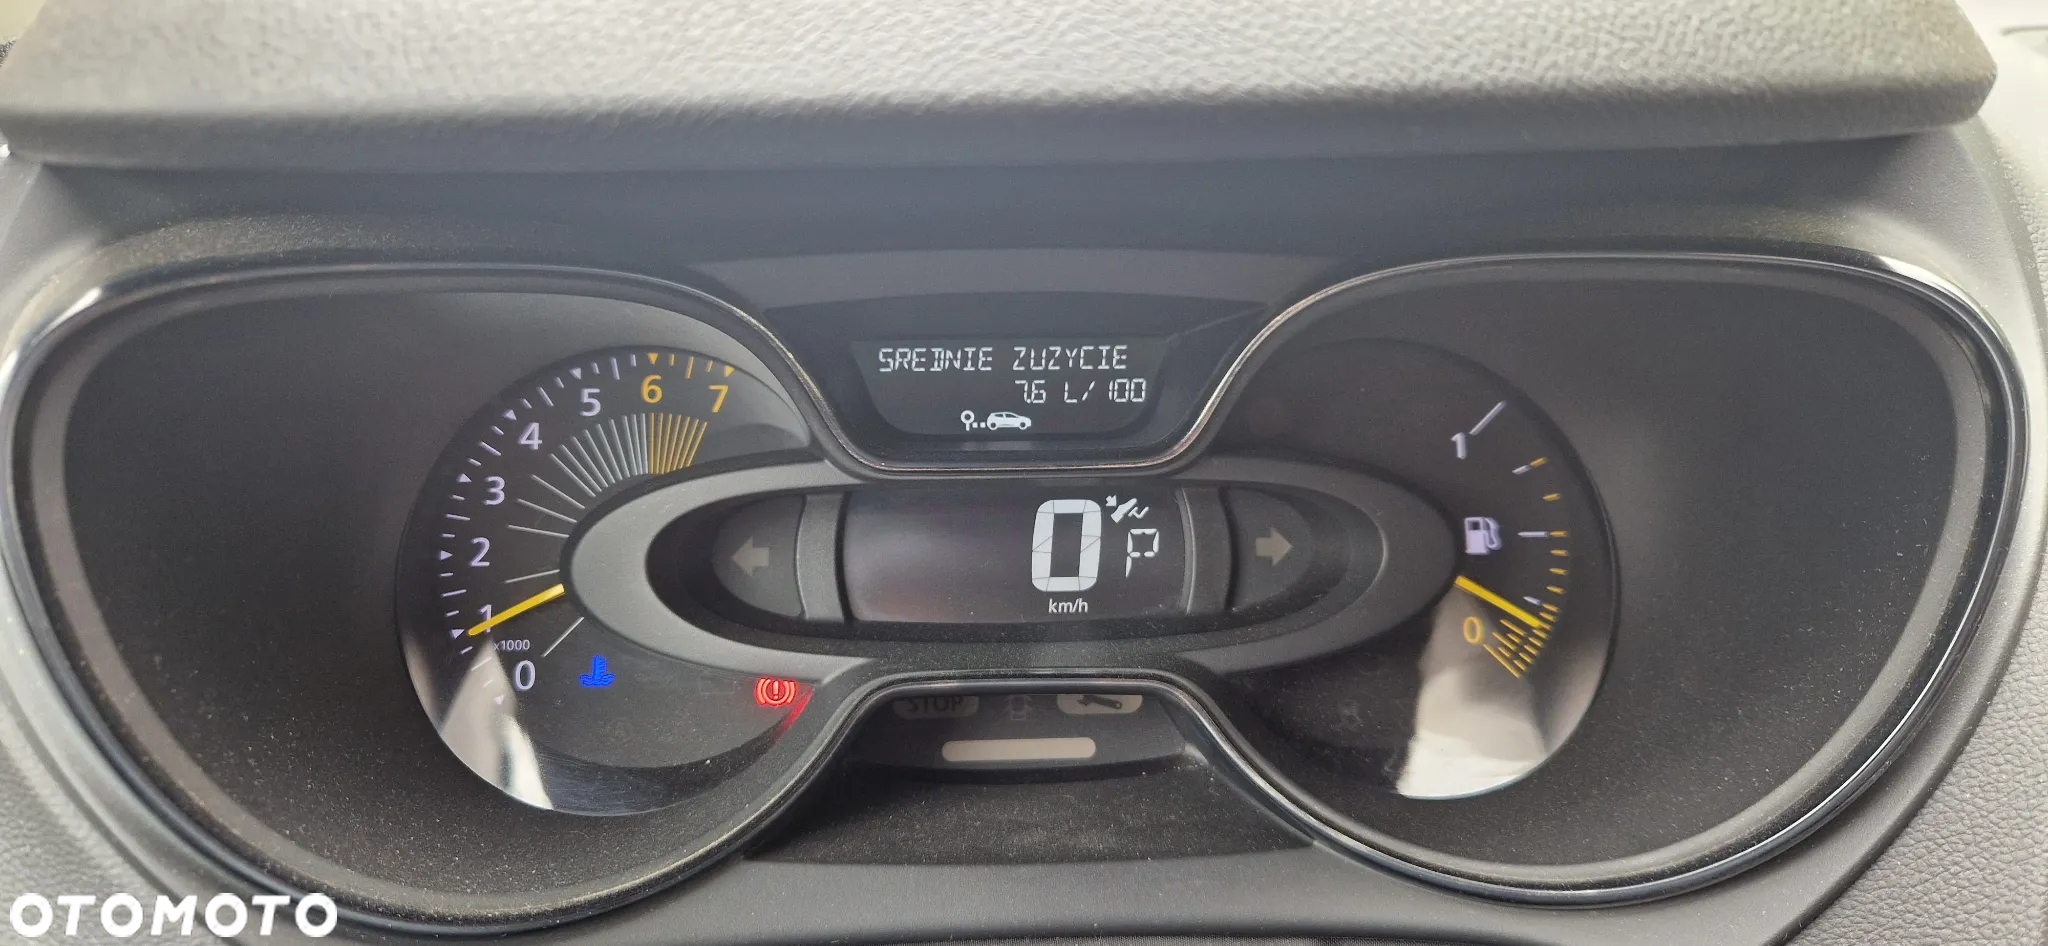 SREDNIE ZUZYCIE
7.6 L/100
7
6
5
4
3
2
1
x1000
0
0 P
km/h
1
0
STOP
OTOMOTO